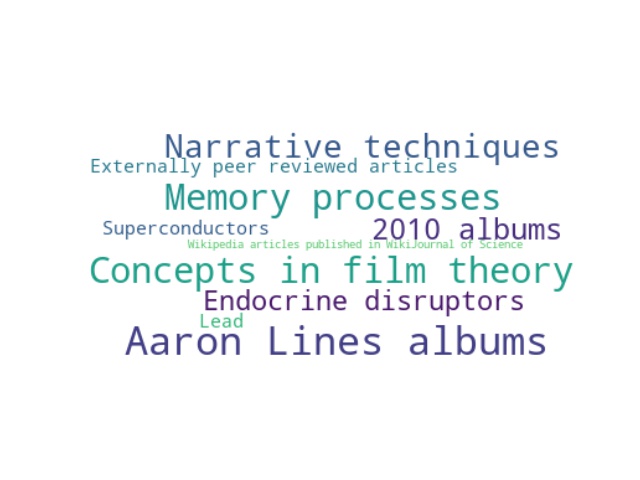 Narrative techniques
Externally peer reviewed articles
Memory processes
Superconductors
2010 albums
Wikipedia articles published in WikiJournal of Science
Concepts in film theory
Endocrine disruptors
Lead
Aaron Lines albums